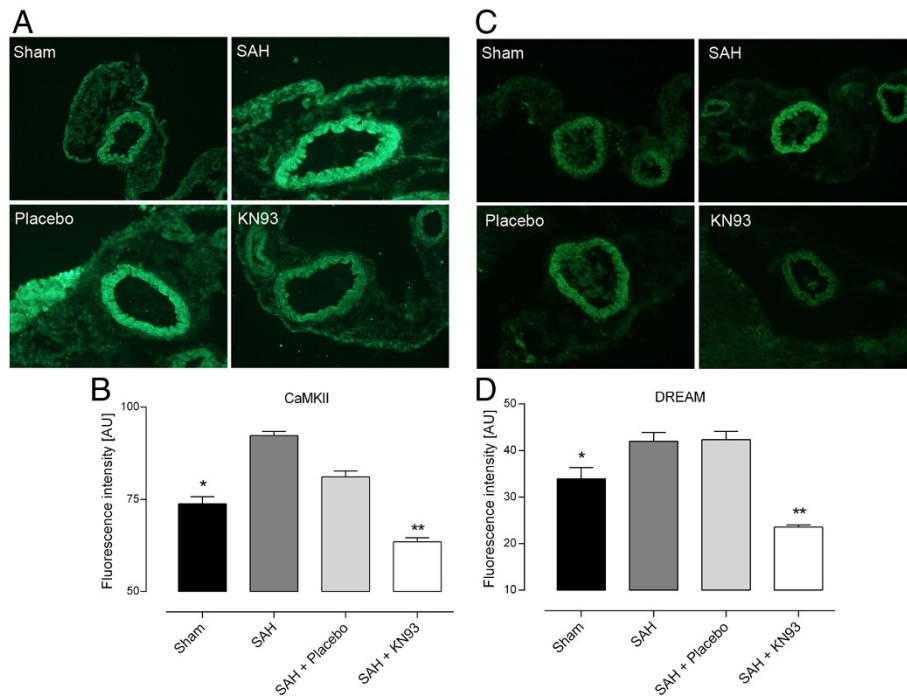 A
Sham
SAH
Placebo
KN93
B
CaMKII
Fluorescence intensity [AU]
100
75
50
*
**
Sham
SAH
SAH + Placebo
SAH + KN93
C
Sham
SAH
Placebo
KN93
D
DREAM
Fluorescence intensity [AU]
50
40
30
20
10
*
**
Sham
SAH
SAH + Placebo
SAH + KN93